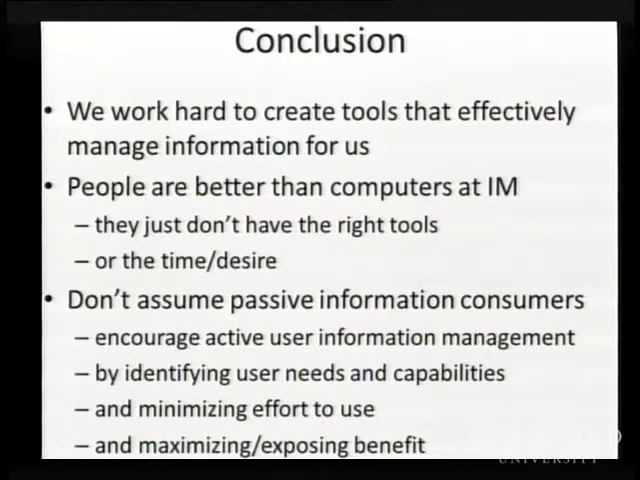 Conclusion
• We work hard to create tools that effectively
manage information for us
• People are better than computers at IM
– they just don't have the right tools
– or the time/desire
• Don't assume passive information consumers
– encourage active user information management
– by identifying user needs and capabilities
– and minimizing effort to use
– and maximizing/exposing benefit
UNIVERSITY